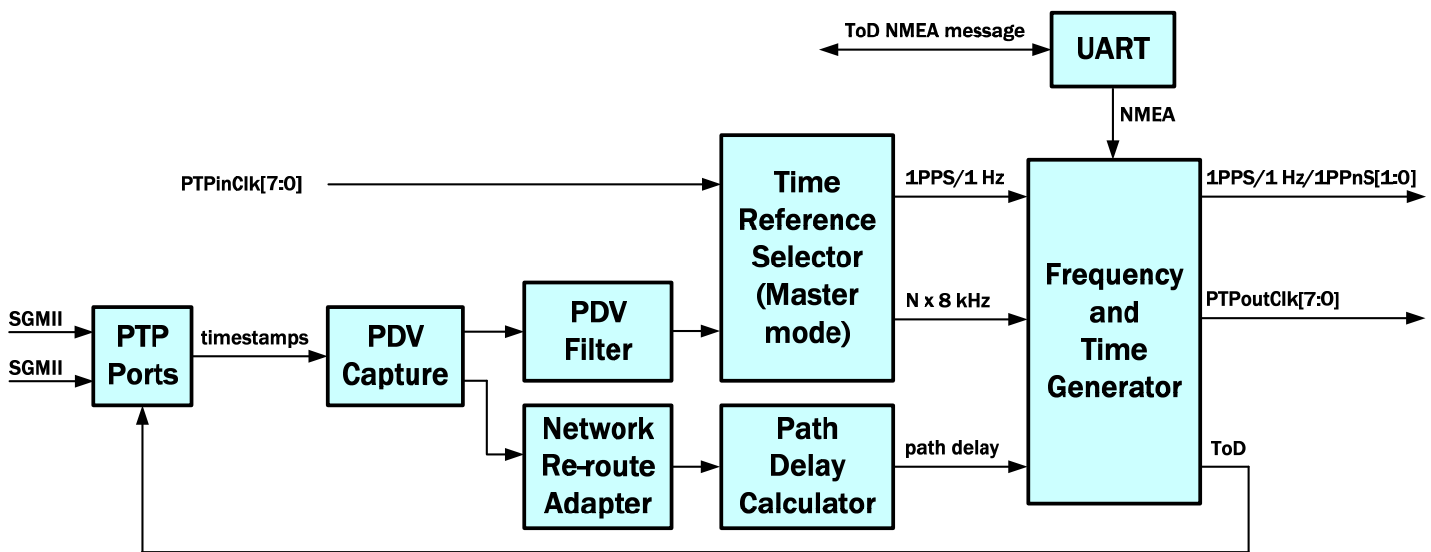 ToD NMEA message
UART
NMEA
PTPinClk[7:0]
Time
Reference
Selector
(Master
mode)
1PPS/1 Hz
N x 8 kHz
Frequency
and
Time
Generator
1PPS/1 Hz/1PPnS[1:0]
PTPoutClk[7:0]
SGMII
SGMII
PTP
Ports
timestamps
PDV
Capture
PDV
Filter
Network
Re-route
Adapter
Path
Delay
Calculator
path delay
ToD